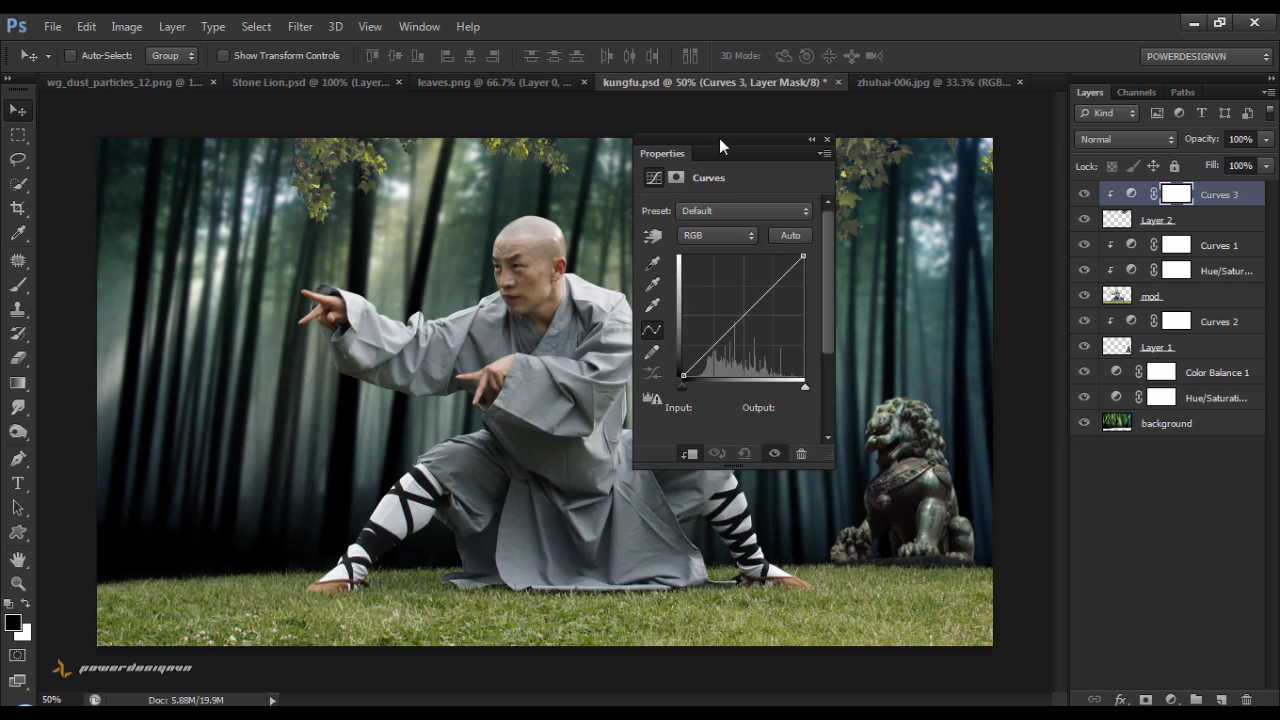 Ps File Edit Image Layer Type Select Filter 3D View Window Help
Auto-Select: Group Show Transform Controls 3D Mode: POWERDESIGNVN
wg_dust_particles_12.png @ 1... × Stone Lion.psd @ 100% (Layer... × leaves.png @ 66.7% (Layer 0, ... × kungfu.psd @ 50% (Curves 3, Layer Mask/8) * × zhuhai-006.jpg @ 33.3% (RGB... ×
Layers Channels Paths
Kind
Normal Opacity: 100%
Lock: Fill: 100%
Curves 3
Layer 2
Curves 1
Hue/Satur...
mod
Curves 2
Layer 1
Color Balance 1
Hue/Saturati...
background
Properties
Curves
Preset: Default
RGB Auto
Input: Output:
powerdesignvn
50% Doc: 5.88M/19.9M
fx